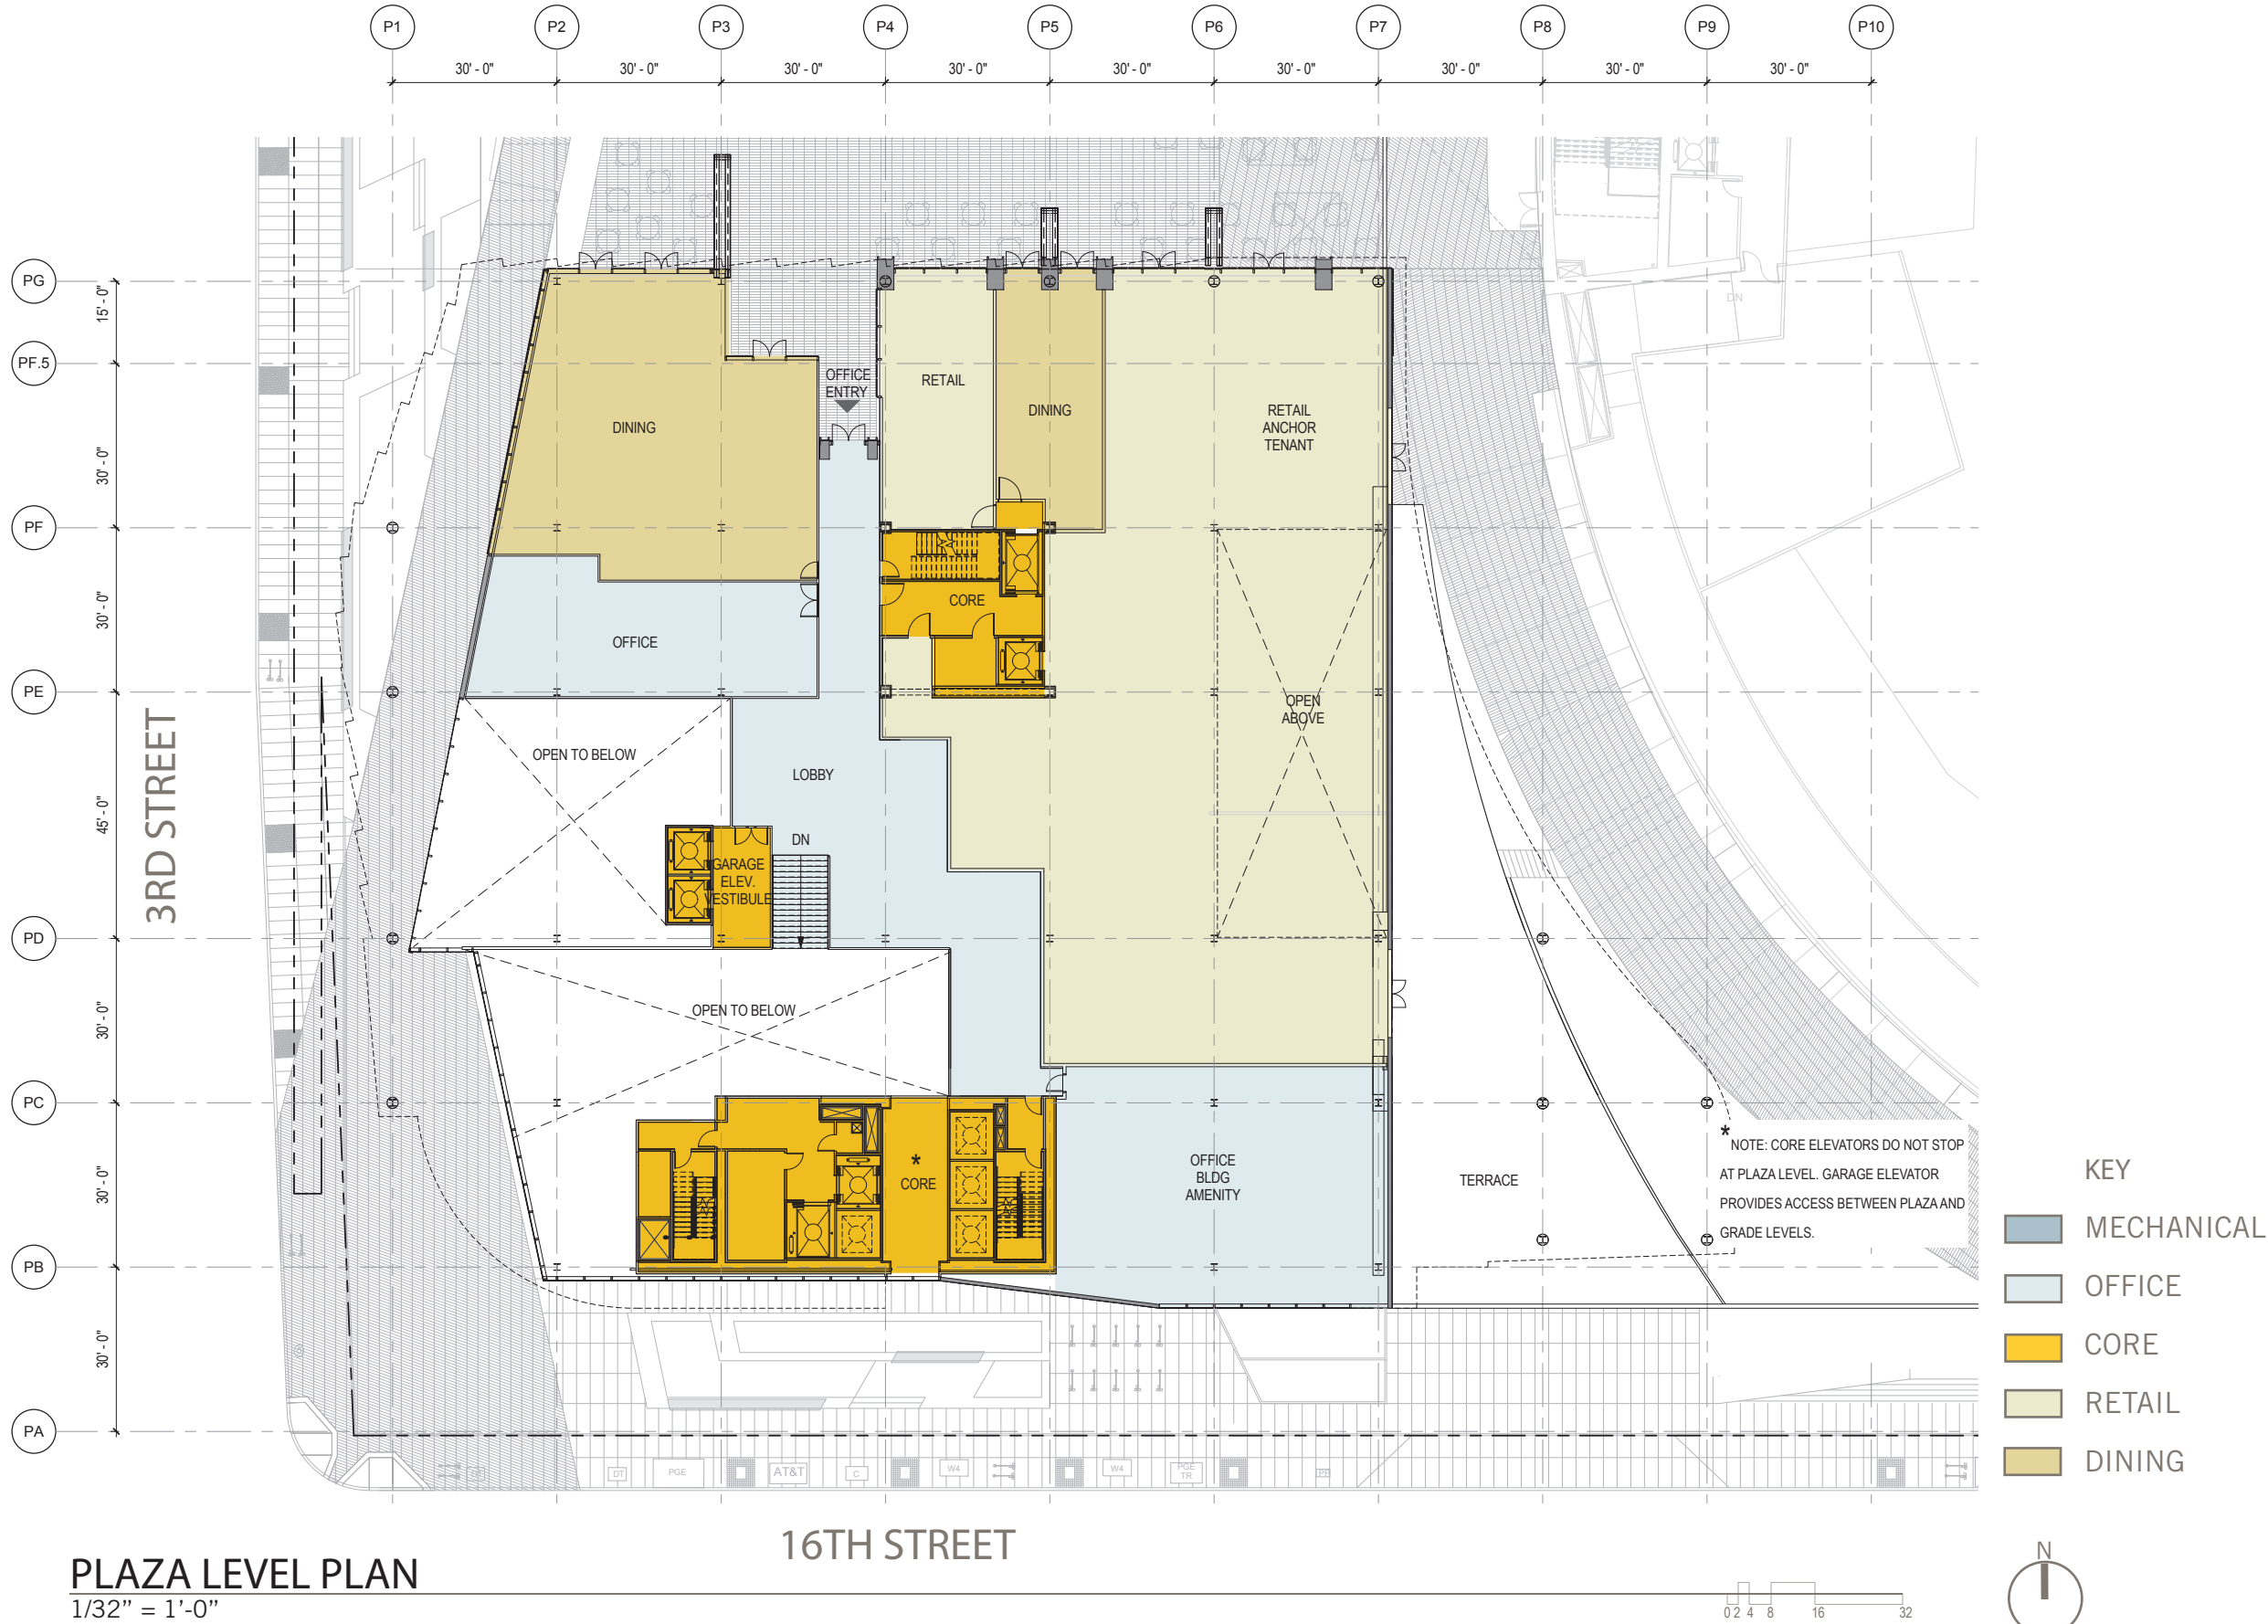 P1 P2 P3 P4 P5 P6 P7 P8 P9 P10
30' - 0" 30' - 0" 30' - 0" 30' - 0" 30' - 0" 30' - 0" 30' - 0" 30' - 0" 30' - 0"
PG
15' - 0"
PF.5
30' - 0"
PF
30' - 0"
PE
45' - 0"
PD
30' - 0"
PC
30' - 0"
PB
30' - 0"
PA
3RD STREET
DN
OFFICE
ENTRY
RETAIL
DINING
DINING
RETAIL
ANCHOR
TENANT
CORE
OFFICE
OPEN
ABOVE
OPEN TO BELOW
LOBBY
DN
GARAGE
ELEV.
VESTIBULE
OPEN TO BELOW
*
CORE
OFFICE
BLDG
AMENITY
TERRACE
* NOTE: CORE ELEVATORS DO NOT STOP
AT PLAZA LEVEL. GARAGE ELEVATOR
PROVIDES ACCESS BETWEEN PLAZA AND
GRADE LEVELS.
KEY
MECHANICAL
OFFICE
CORE
RETAIL
DINING
DT PGE AT&T C W4 W4 PGE
TR
16TH STREET
PLAZA LEVEL PLAN
1/32" = 1'-0"
0 2 4 8 16 32
N